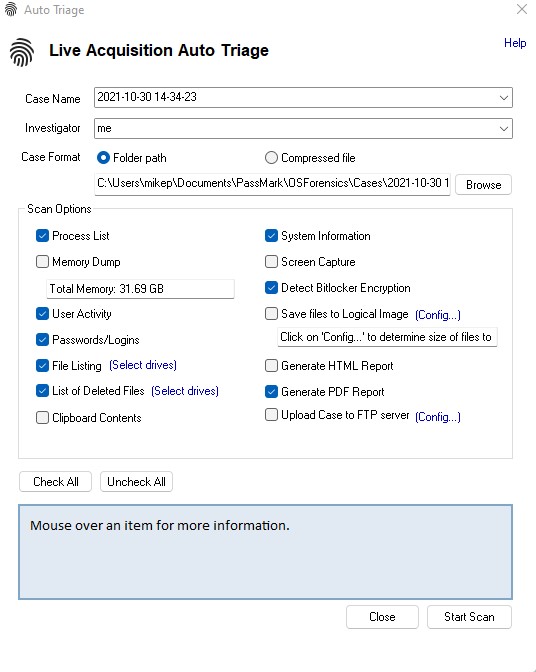 Auto Triage
Live Acquisition Auto Triage
Help
Case Name 2021-10-30 14-34-23
Investigator me
Case Format Folder path Compressed file
C:\Users\mikep\Documents\PassMark\OSForensics\Cases\2021-10-30 1 Browse
Scan Options
Process List System Information
Memory Dump Screen Capture
Total Memory: 31.69 GB Detect Bitlocker Encryption
User Activity Save files to Logical Image (Config...)
Passwords/Logins Click on 'Config...' to determine size of files to
File Listing (Select drives) Generate HTML Report
List of Deleted Files (Select drives) Generate PDF Report
Clipboard Contents Upload Case to FTP server (Config...)
Check All Uncheck All
Mouse over an item for more information.
Close Start Scan